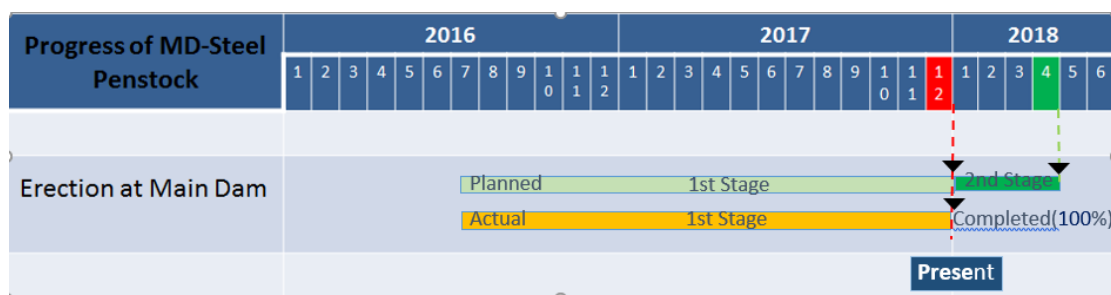 Progress of MD-Steel
Penstock
2016 2017 2018
1 2 3 4 5 6 7 8 9 10 11 12 1 2 3 4 5 6 7 8 9 10 11 12 1 2 3 4 5 6
Erection at Main Dam
Planned 1st Stage 2nd Stage
Actual 1st Stage Completed(100%)
Present